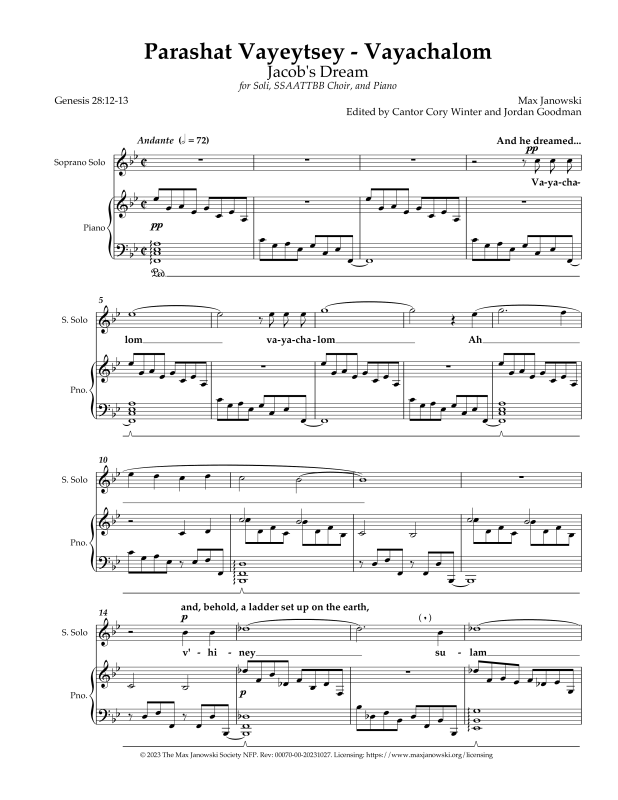 Parashat Vayeytsey - Vayachalom
Jacob's Dream
for Soli, SSAATTBB Choir, and Piano
Genesis 28:12-13
Max Janowski
Edited by Cantor Cory Winter and Jordan Goodman
Andante (𝅗𝅥 = 72)
And he dreamed...
pp
Soprano Solo
Va-ya-cha-
Piano
pp
Ped
5
S. Solo
lom va-ya-cha-lom Ah
Pno.
10
S. Solo
Pno.
and, behold, a ladder set up on the earth,
14
p
S. Solo
v' - hi - ney su - lam
Pno.
p
© 2023 The Max Janowski Society NFP. Rev: 00070-00-20231027. Licensing: https://www.maxjanowski.org/licensing